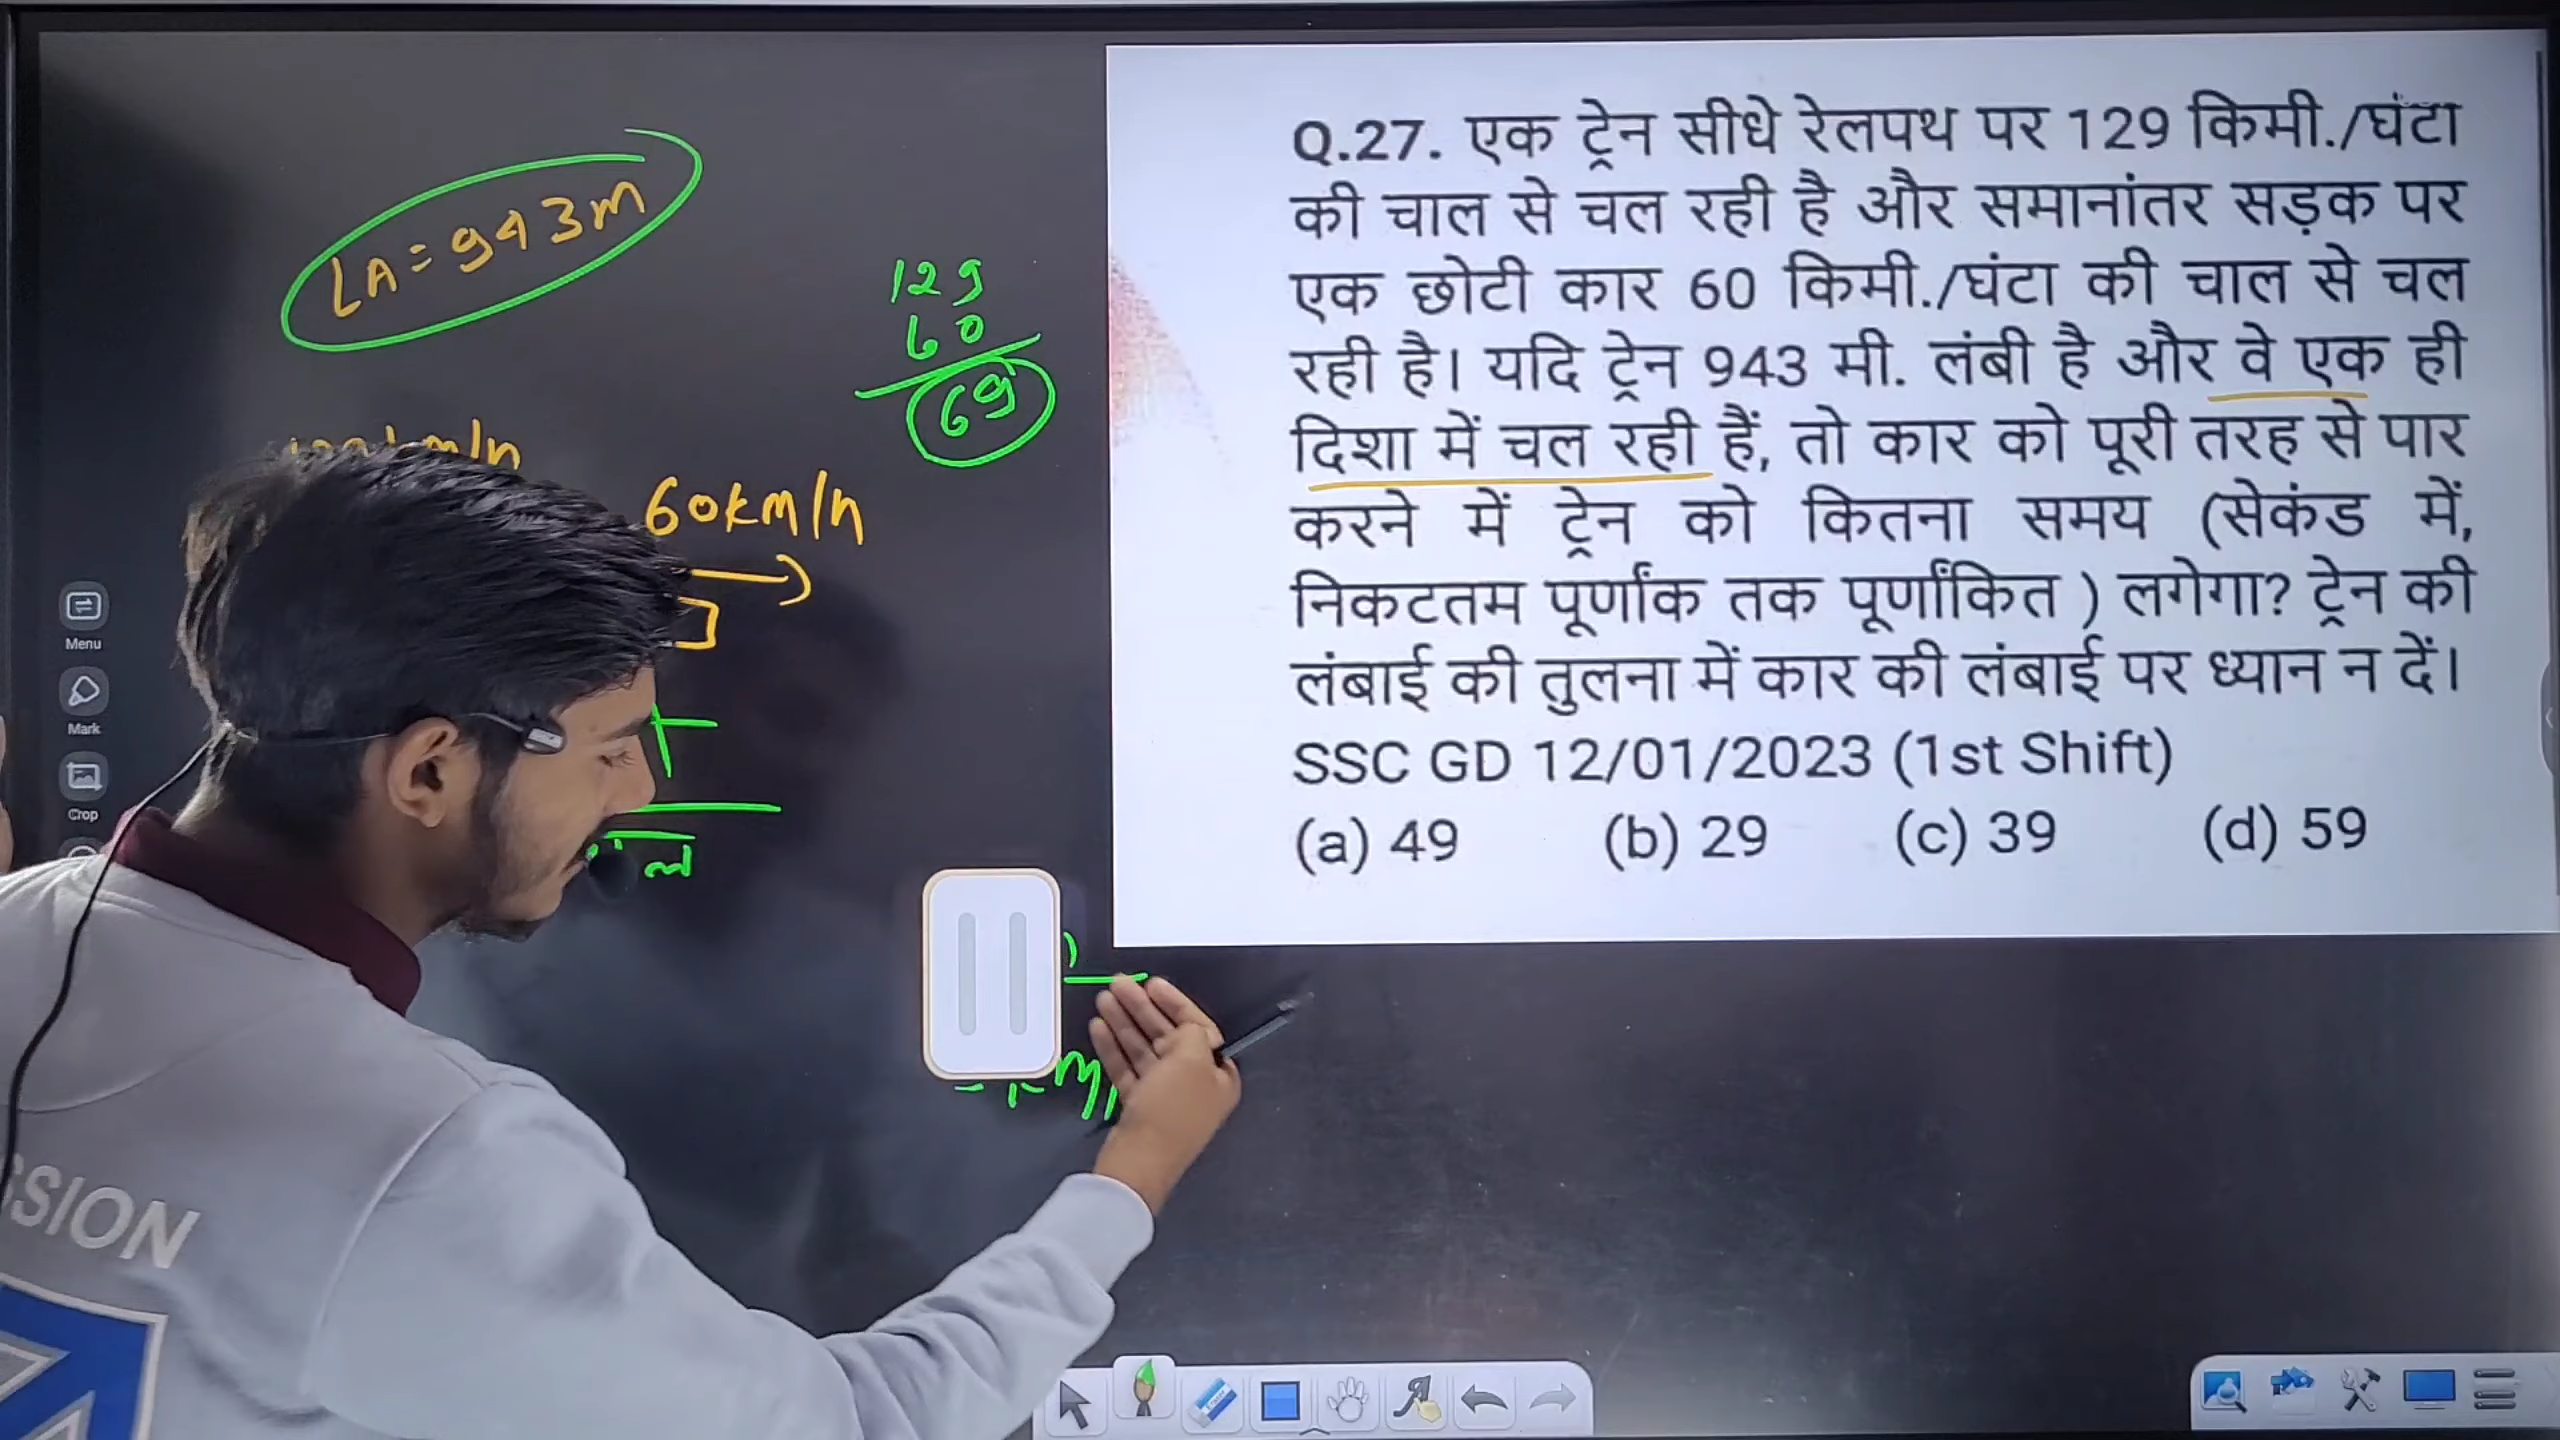 LA = 943m
129
60
69
60km/h
Menu
Mark
Crop
SSION
Q.27. एक ट्रेन सीधे रेलपथ पर 129 किमी./घंटा
की चाल से चल रही है और समानांतर सड़क पर
एक छोटी कार 60 किमी./घंटा की चाल से चल
रही है। यदि ट्रेन 943 मी. लंबी है और वे एक ही
दिशा में चल रही हैं, तो कार को पूरी तरह से पार
करने में ट्रेन को कितना समय (सेकंड में,
निकटतम पूर्णांक तक पूर्णांकित ) लगेगा? ट्रेन की
लंबाई की तुलना में कार की लंबाई पर ध्यान न दें।
SSC GD 12/01/2023 (1st Shift)
(a) 49 (b) 29 (c) 39 (d) 59